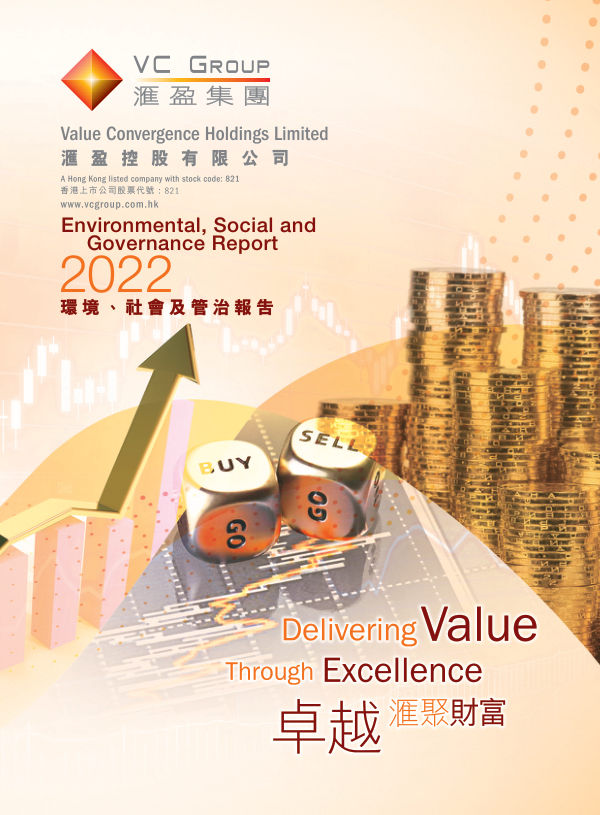 VC GROUP
滙盈集團
Value Convergence Holdings Limited
滙盈控股有限公司
A Hong Kong listed company with stock code: 821
香港上市公司股票代號：821
www.vcgroup.com.hk
Environmental, Social and
Governance Report
2022
環境、社會及管治報告
BUY
SELL
GO
GO
Delivering Value
Through Excellence
卓越 滙聚財富